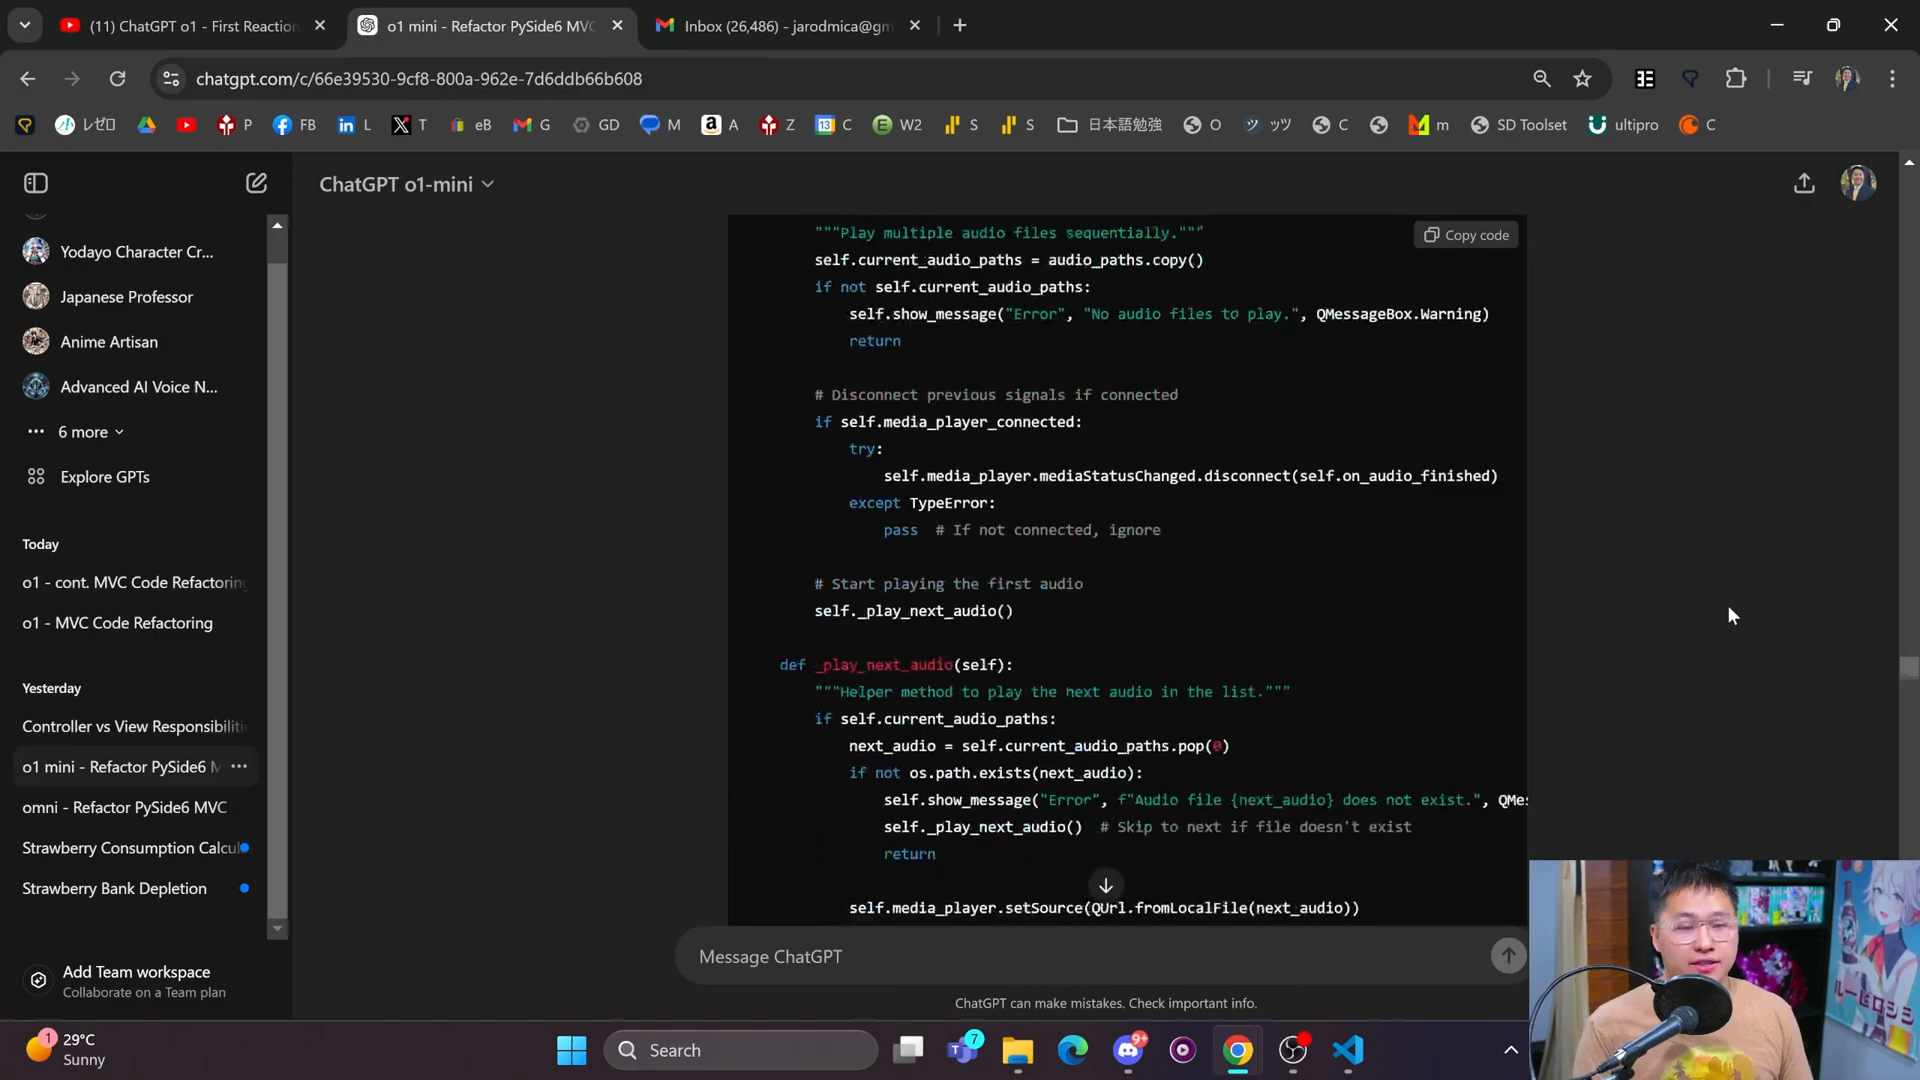 (11) ChatGPT o1 - First Reaction
o1 mini - Refactor PySide6 MVC
Inbox (26,486) - jarodmica@gm
chatgpt.com/c/66e39530-9cf8-800a-962e-7d6ddb66b608
レゼロ
P
FB
L
T
eB
G
GD
M
A
Z
13
C
W2
S
S
日本語勉強
O
ッツ
C
m
SD Toolset
ultipro
C
ChatGPT o1-mini
Yodayo Character Cr...
Japanese Professor
Anime Artisan
Advanced AI Voice N...
6 more
Explore GPTs
Today
o1 - cont. MVC Code Refactoring
o1 - MVC Code Refactoring
Yesterday
Controller vs View Responsibiliti
o1 mini - Refactor PySide6 M
omni - Refactor PySide6 MVC
Strawberry Consumption Calcul
Strawberry Bank Depletion
Add Team workspace
Collaborate on a Team plan
Copy code
"""Play multiple audio files sequentially."""
self.current_audio_paths = audio_paths.copy()
if not self.current_audio_paths:
self.show_message("Error", "No audio files to play.", QMessageBox.Warning)
return
# Disconnect previous signals if connected
if self.media_player_connected:
try:
self.media_player.mediaStatusChanged.disconnect(self.on_audio_finished)
except TypeError:
pass  # If not connected, ignore
# Start playing the first audio
self._play_next_audio()
def _play_next_audio(self):
"""Helper method to play the next audio in the list."""
if self.current_audio_paths:
next_audio = self.current_audio_paths.pop(0)
if not os.path.exists(next_audio):
self.show_message("Error", f"Audio file {next_audio} does not exist.", QMes
self._play_next_audio()  # Skip to next if file doesn't exist
return
self.media_player.setSource(QUrl.fromLocalFile(next_audio))
Message ChatGPT
ChatGPT can make mistakes. Check important info.
1
29°C
Sunny
Search
7
9+